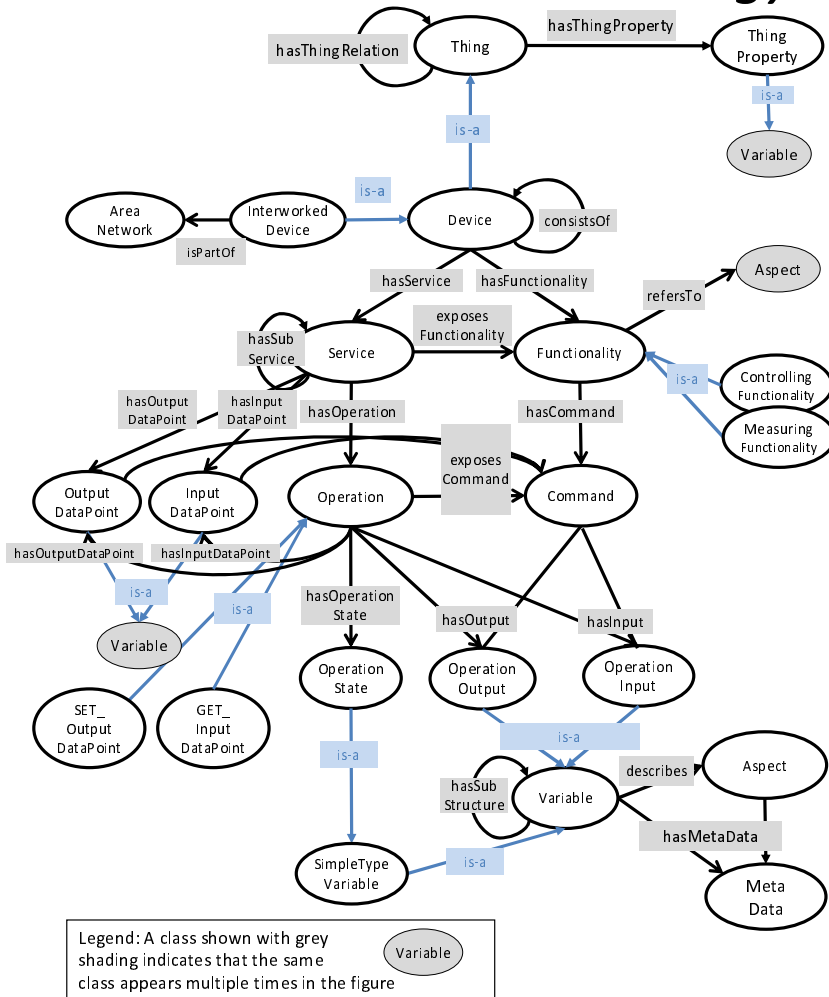 hasThingRelation
Thing
hasThingProperty
Thing
Property
is-a
Variable
is-a
Area
Network
Interworked
Device
is-a
Device
consistsOf
isPartOf
Aspect
hasService
hasFunctionality
refersTo
hasSub
Service
Service
exposes
Functionality
Functionality
is-a
Controlling
Functionality
Measuring
Functionality
hasOutput
DataPoint
hasInput
DataPoint
hasOperation
hasCommand
Output
DataPoint
Input
DataPoint
Operation
exposes
Command
Command
hasOutputDataPoint
hasInputDataPoint
is-a
is-a
hasOperation
State
hasOutput
hasInput
Variable
Operation
State
Operation
Output
Operation
Input
SET_
Output
DataPoint
GET_
Input
DataPoint
is-a
is-a
hasSub
Structure
Variable
describes
Aspect
hasMetaData
SimpleType
Variable
is-a
Meta
Data
Legend: A class shown with grey
shading indicates that the same
class appears multiple times in the figure
Variable